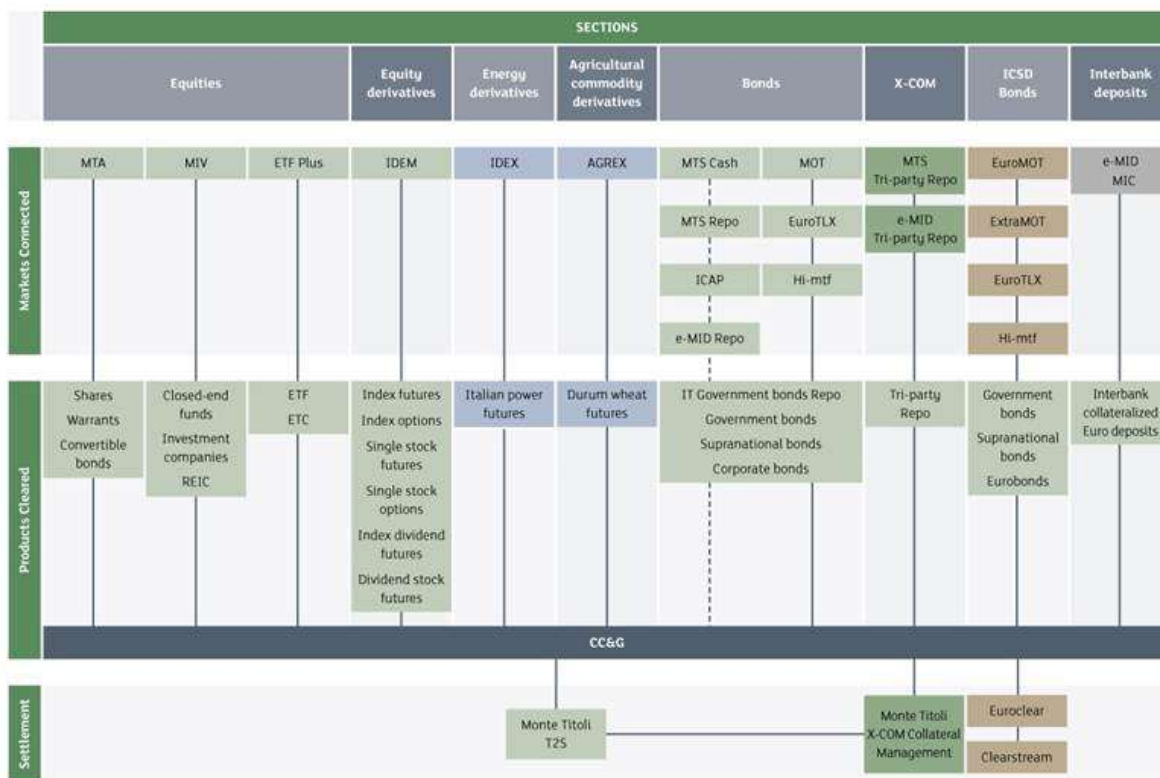 SECTIONS
Equities
Equity
derivatives
Energy
derivatives
Agricultural
commodity
derivatives
Bonds
X-COM
ICSD
Bonds
Interbank
deposits
Markets Connected
MTA
MIV
ETF Plus
IDEM
IDEX
AGREX
MTS Cash
MOT
MTS
Tri-party Repo
EuroMOT
e-MID
MIC
MTS Repo
EuroTLX
e-MID
Tri-party Repo
ExtraMOT
ICAP
Hi-mtf
EuroTLX
e-MID Repo
Hi-mtf
Products Cleared
Shares
Warrants
Convertible
bonds
Closed-end
funds
Investment
companies
REIC
ETF
ETC
Index futures
Index options
Single stock
futures
Single stock
options
Index dividend
futures
Dividend stock
futures
Italian power
futures
Durum wheat
futures
IT Government bonds Repo
Government bonds
Supranational bonds
Corporate bonds
Tri-party
Repo
Government
bonds
Supranational
bonds
Eurobonds
Interbank
collateralized
Euro deposits
CC&G
Settlement
Monte Titoli
T2S
Monte Titoli
X-COM Collateral
Management
Euroclear
Clearstream